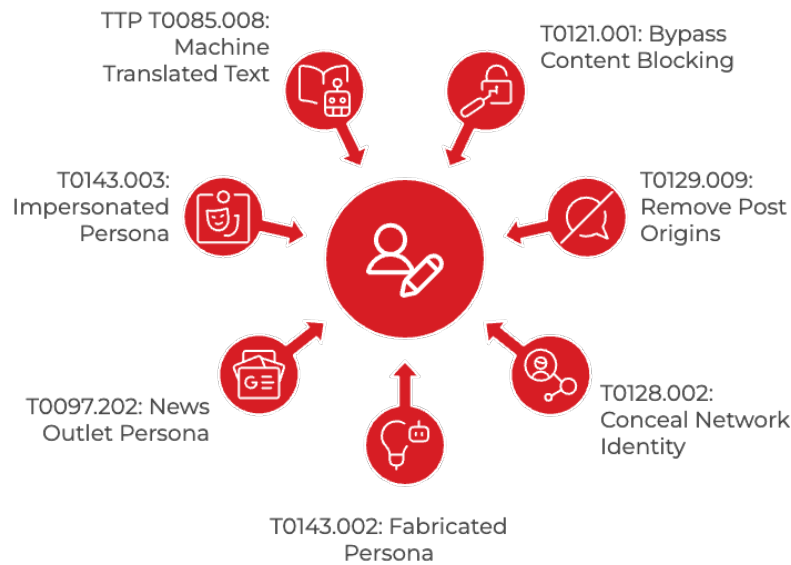 TTP T0085.008:
Machine
Translated Text
T0121.001: Bypass
Content Blocking
T0143.003:
Impersonated
Persona
T0129.009:
Remove Post
Origins
T0097.202: News
Outlet Persona
T0128.002:
Conceal Network
Identity
T0143.002: Fabricated
Persona
G